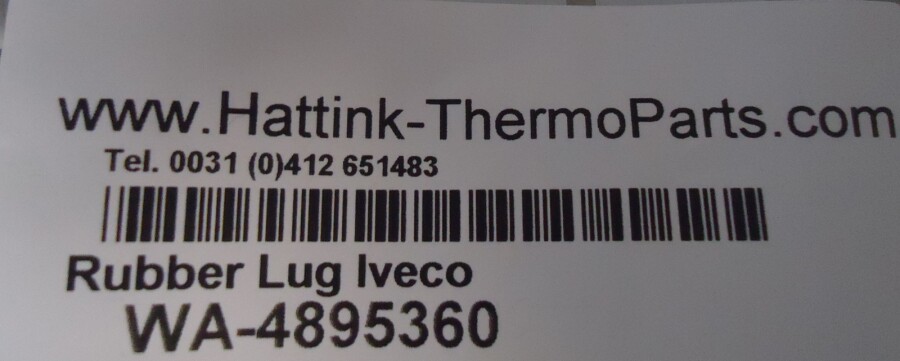 www.Hattink-ThermoParts.com
Tel. 0031 (0)412 651483
Rubber Lug Iveco
WA-4895360